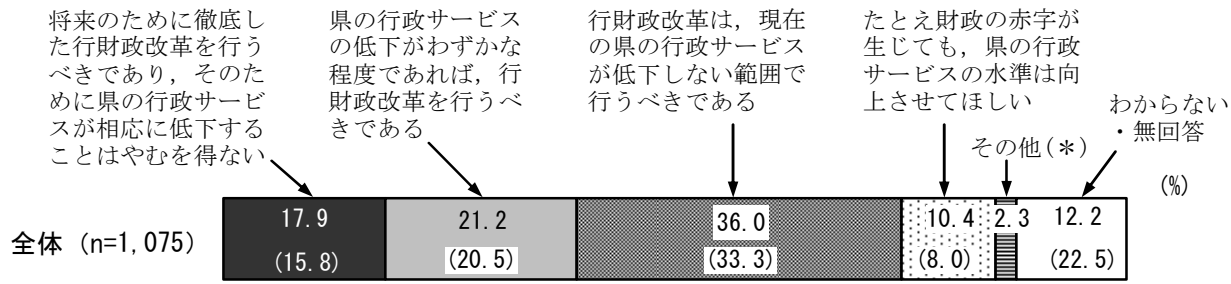 将来のために徹底し
た行財政改革を行う
べきであり，そのた
めに県の行政サービ
スが相応に低下する
ことはやむを得ない
県の行政サービス
の低下がわずかな
程度であれば，行
財政改革を行うべ
きである
行財政改革は，現在
の県の行政サービス
が低下しない範囲で
行うべきである
たとえ財政の赤字が
生じても，県の行政
サービスの水準は向
上させてほしい
その他(＊)
わからない
・無回答
(%)
全体 (n=1,075)
17.9
(15.8)
21.2
(20.5)
36.0
(33.3)
10.4
(8.0)
2.3
12.2
(22.5)